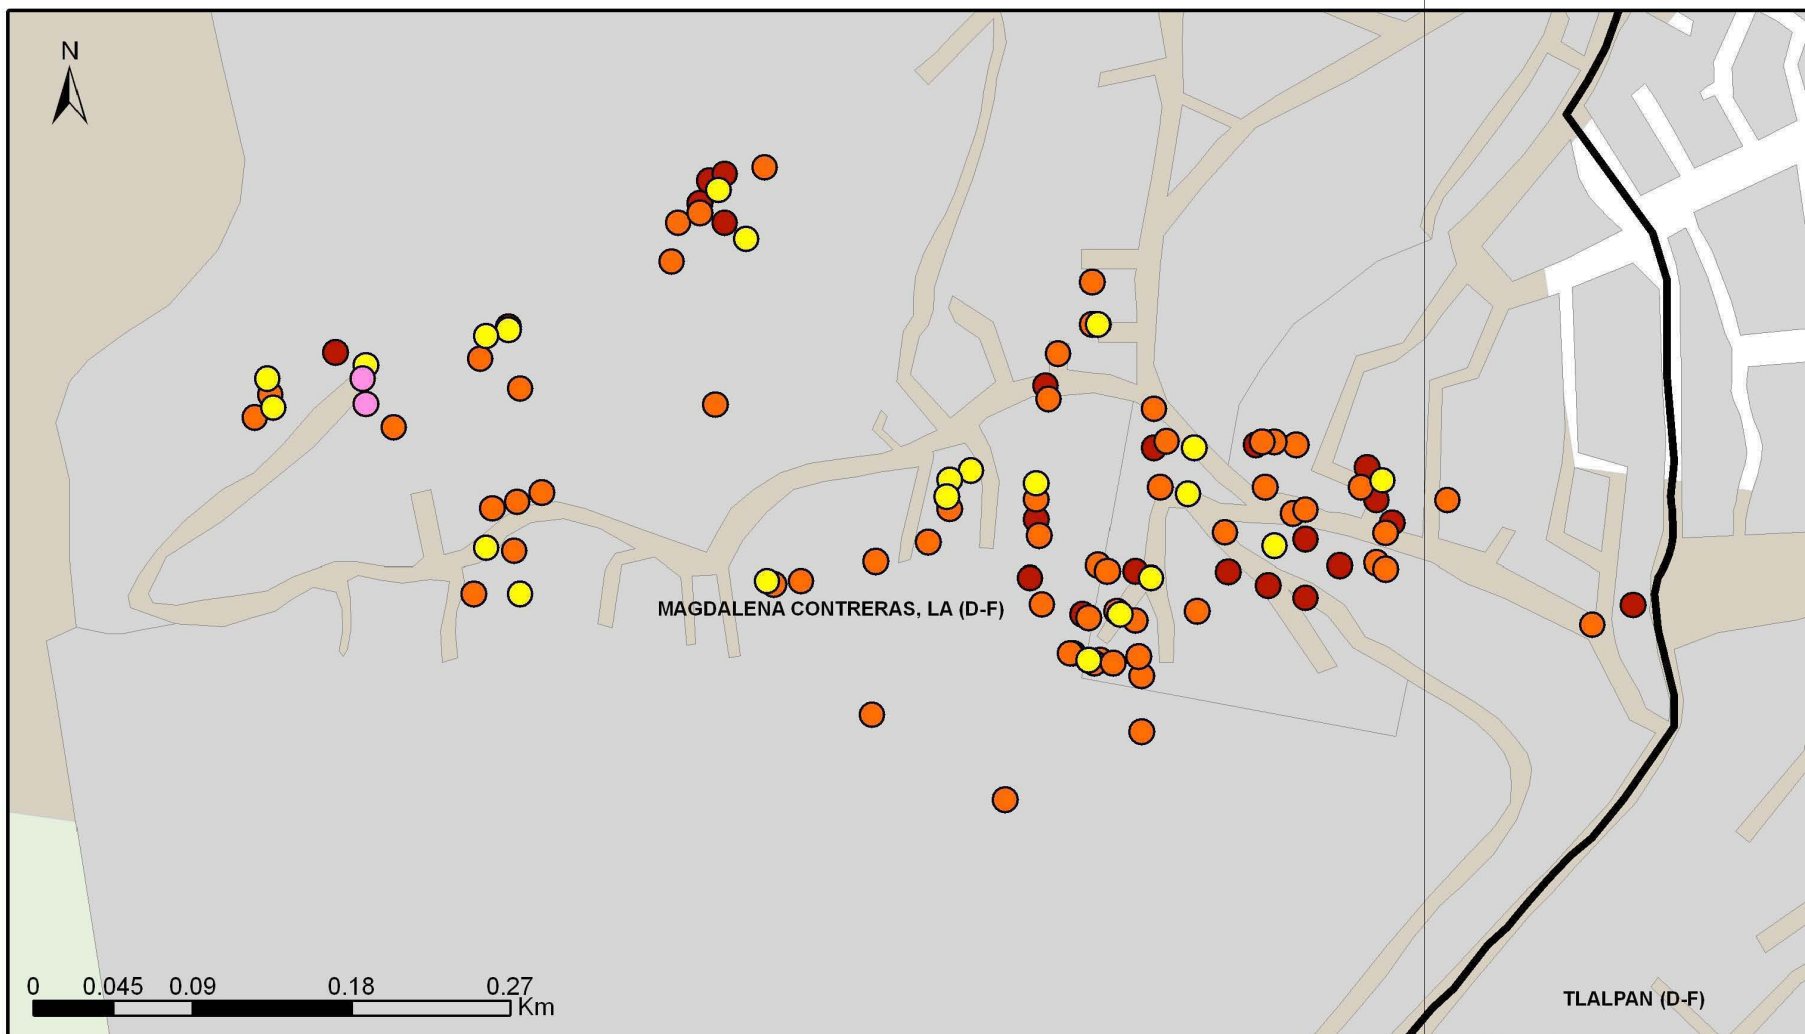 N
MAGDALENA CONTRERAS, LA (D-F)
0 0.045 0.09 0.18 0.27
Km
TLALPAN (D-F)